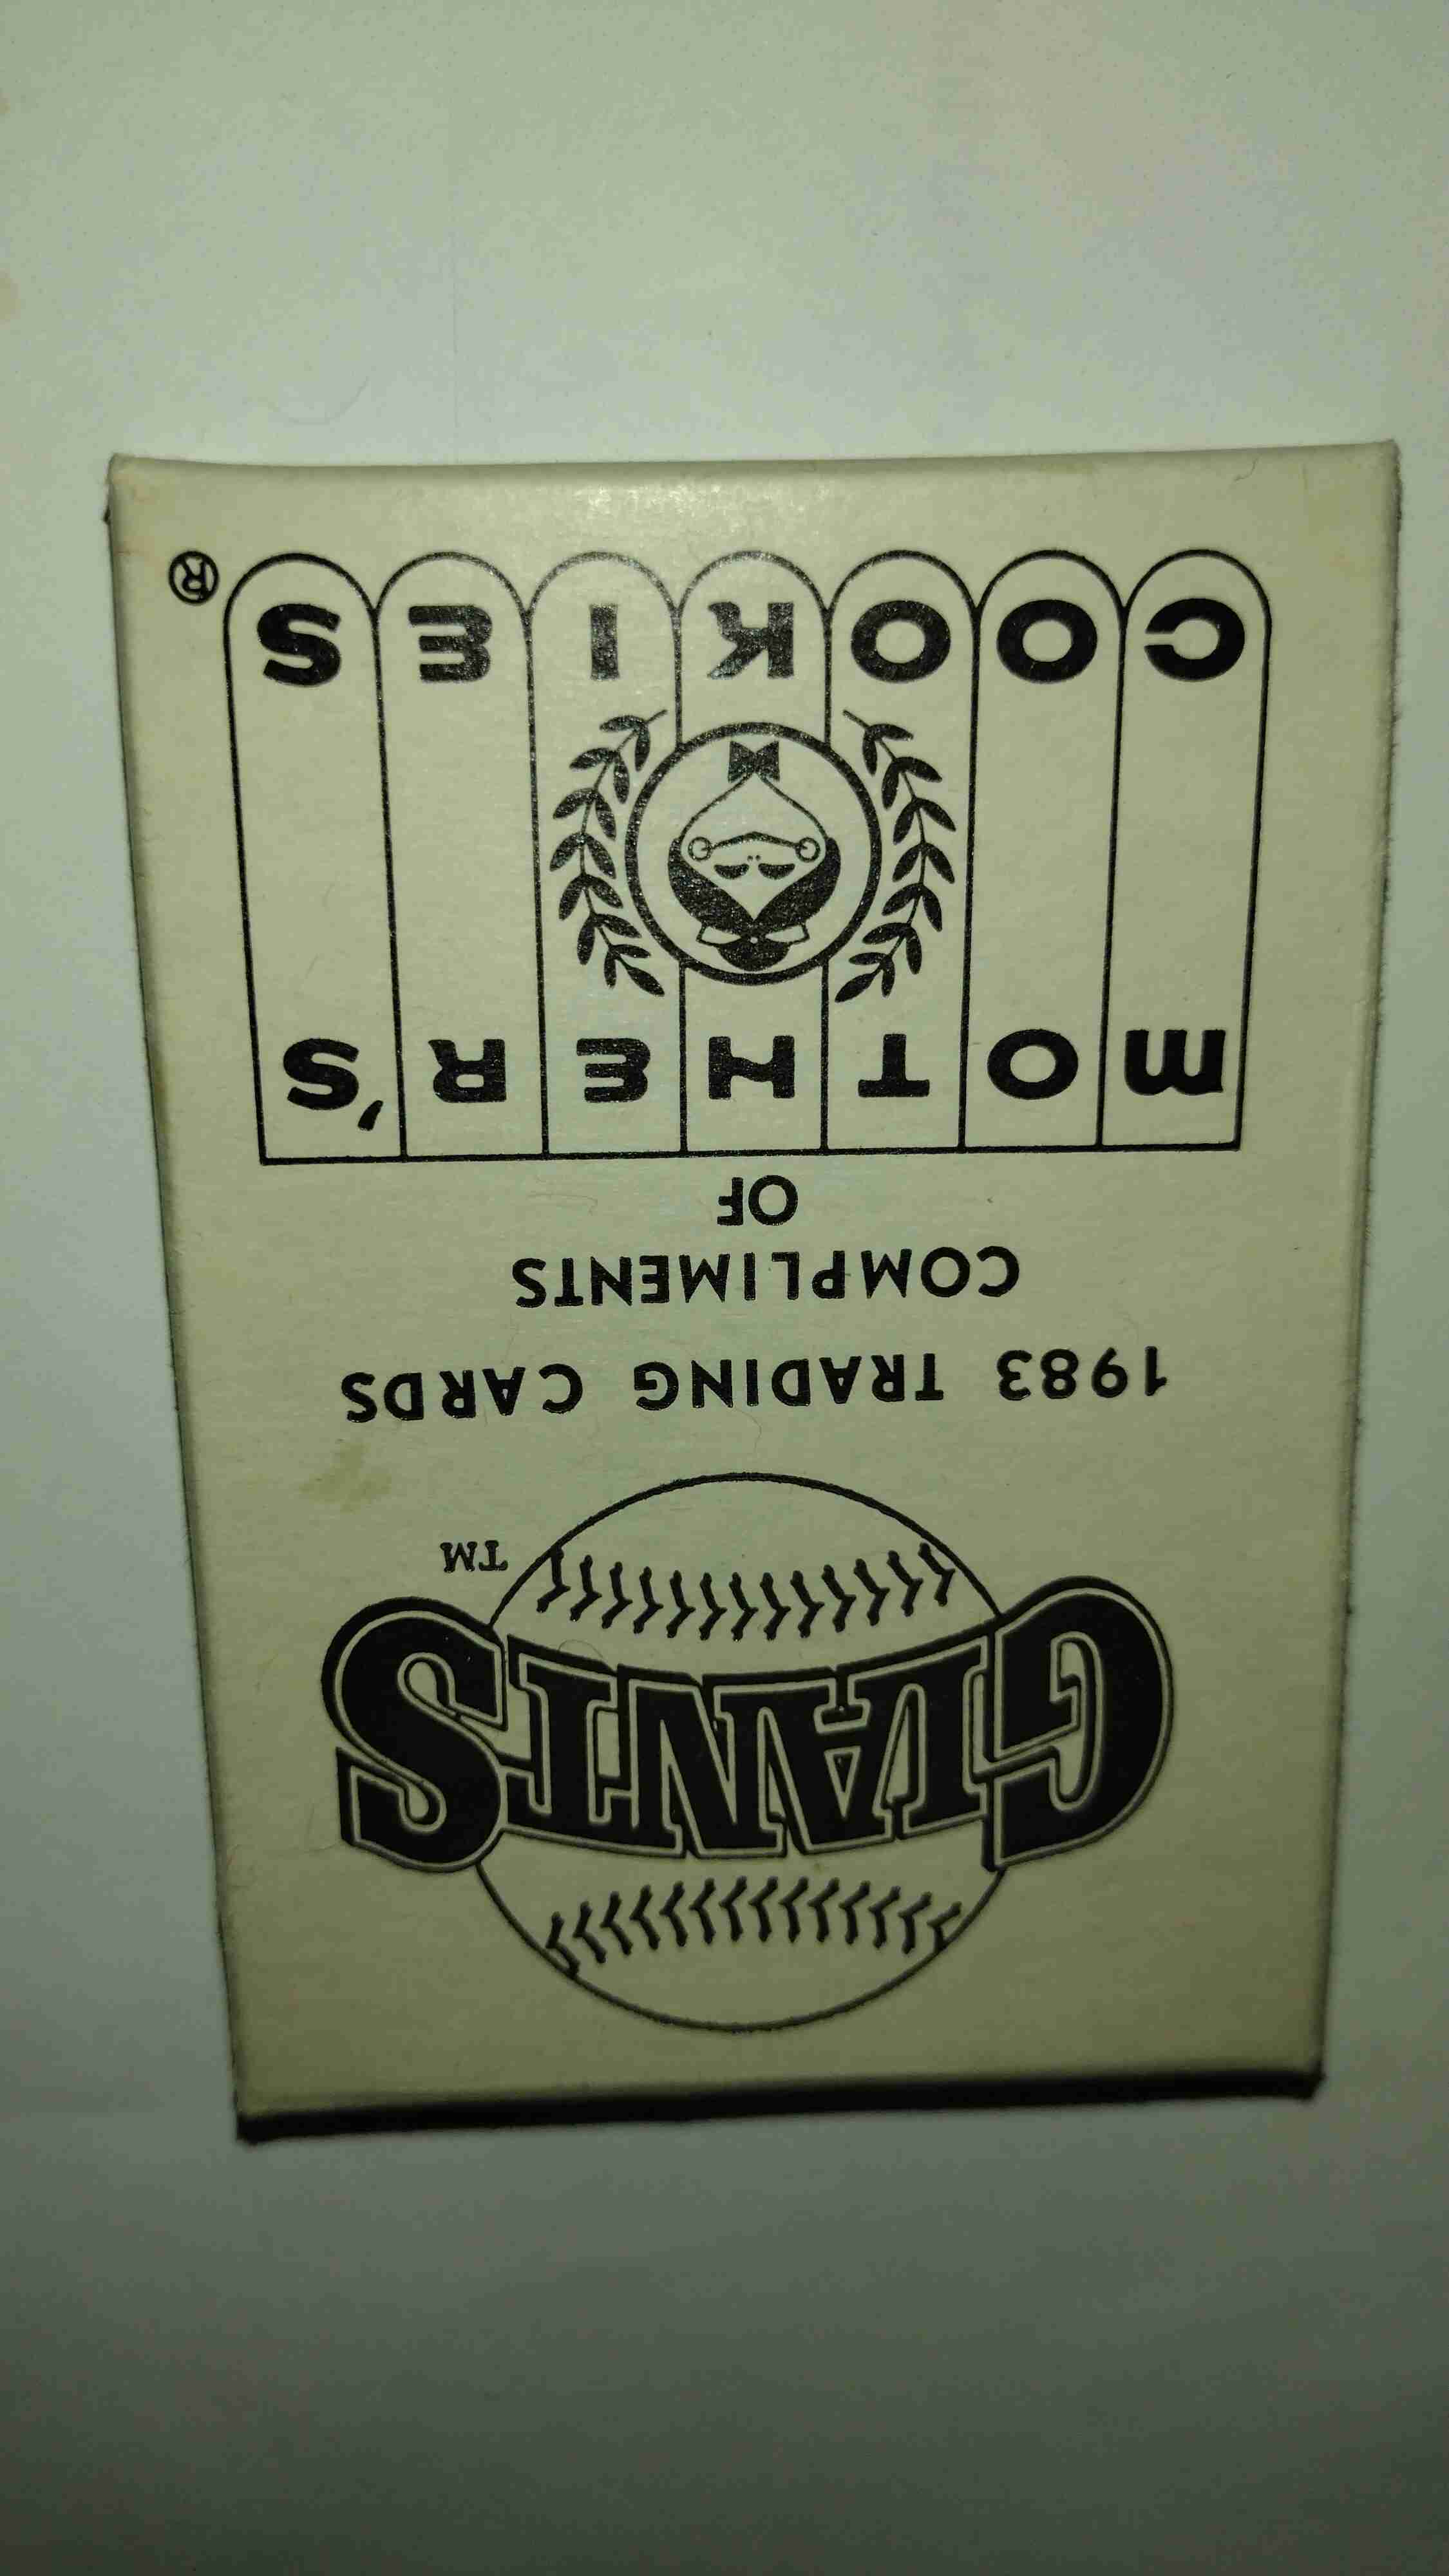 GIANTS
TM
1983 TRADING CARDS
COMPLIMENTS
OF
MOTHER'S
COOKIES
®